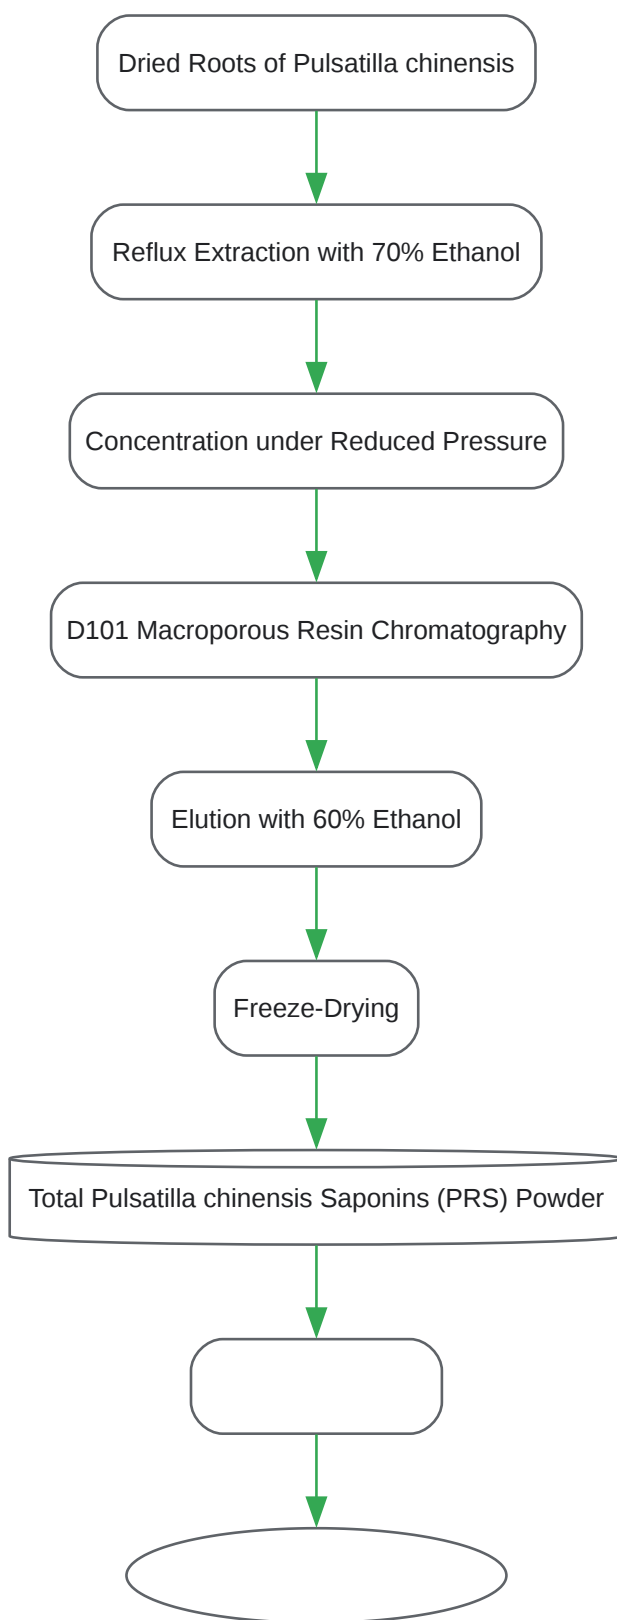 Dried Roots of Pulsatilla chinensis
Reflux Extraction with 70% Ethanol
Concentration under Reduced Pressure
D101 Macroporous Resin Chromatography
Elution with 60% Ethanol
Freeze-Drying
Total Pulsatilla chinensis Saponins (PRS) Powder